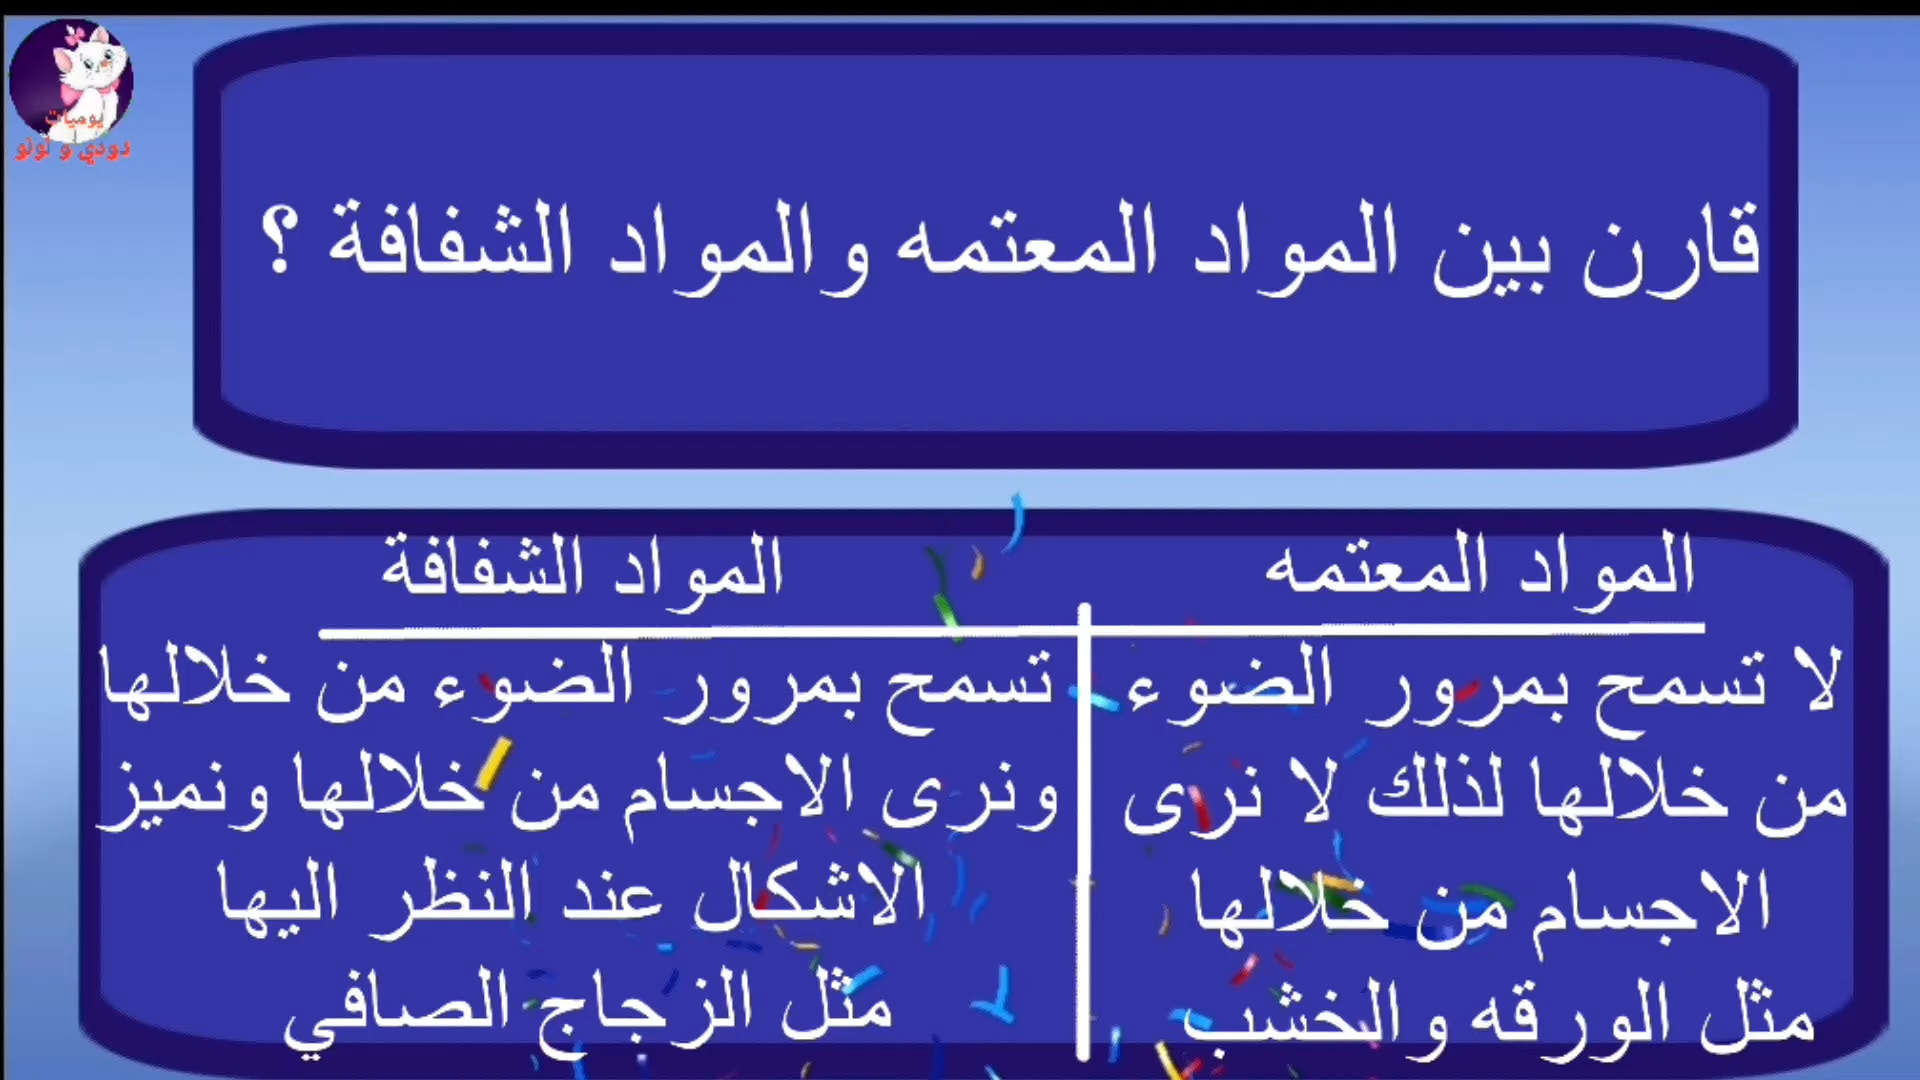 يوميات
دودي و لولو
قارن بين المواد المعتمه والمواد الشفافة ؟
المواد المعتمه
لا تسمح بمرور الضوء
من خلالها لذلك لا نرى
الاجسام من خلالها
مثل الورقه والخشب
المواد الشفافة
تسمح بمرور الضوء من خلالها
ونرى الاجسام من خلالها ونميز
الاشكال عند النظر اليها
مثل الزجاج الصافي